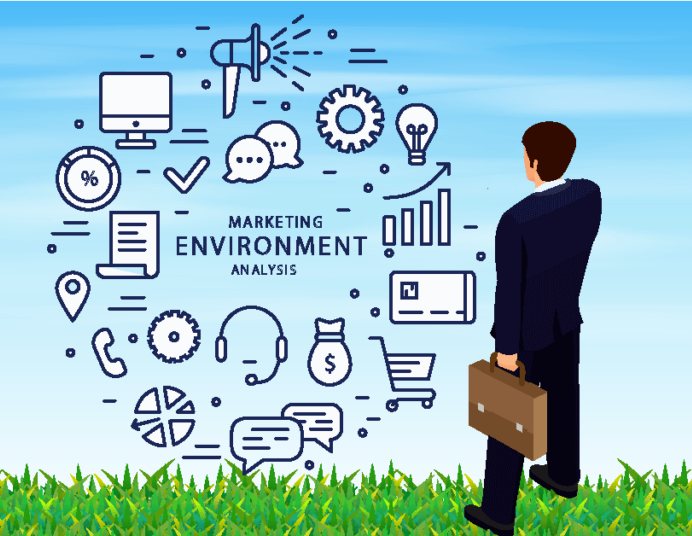 %
MARKETING
ENVIRONMENT
ANALYSIS
$